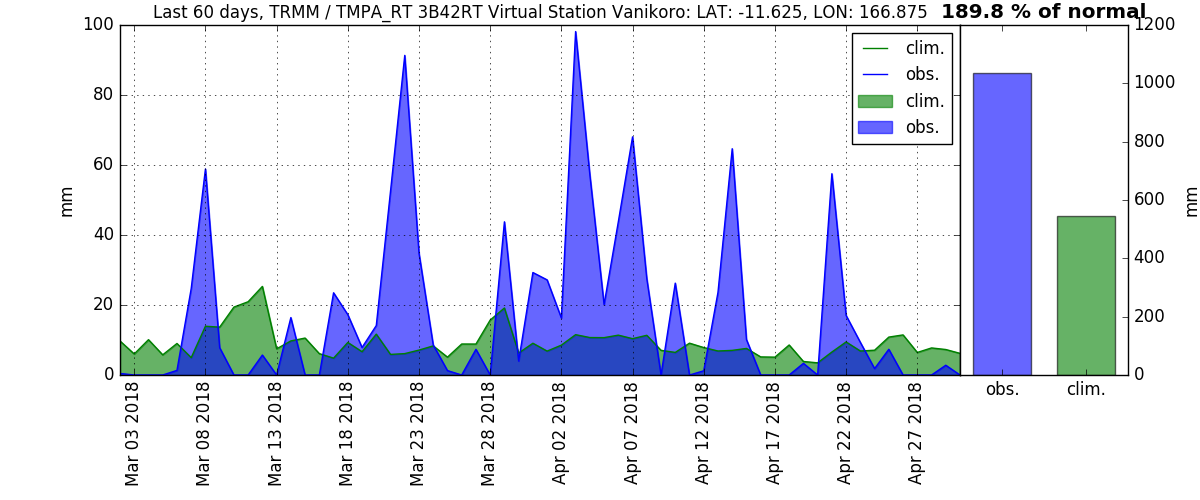 Last 60 days, TRMM / TMPA_RT 3B42RT Virtual Station Vanikoro: LAT: -11.625, LON: 166.875 189.8 % of normal
100
80
60
40
20
0
mm
clim.
obs.
clim.
obs.
1200
1000
800
600
400
200
0
mm
Mar 03 2018
Mar 08 2018
Mar 13 2018
Mar 18 2018
Mar 23 2018
Mar 28 2018
Apr 02 2018
Apr 07 2018
Apr 12 2018
Apr 17 2018
Apr 22 2018
Apr 27 2018
obs.
clim.